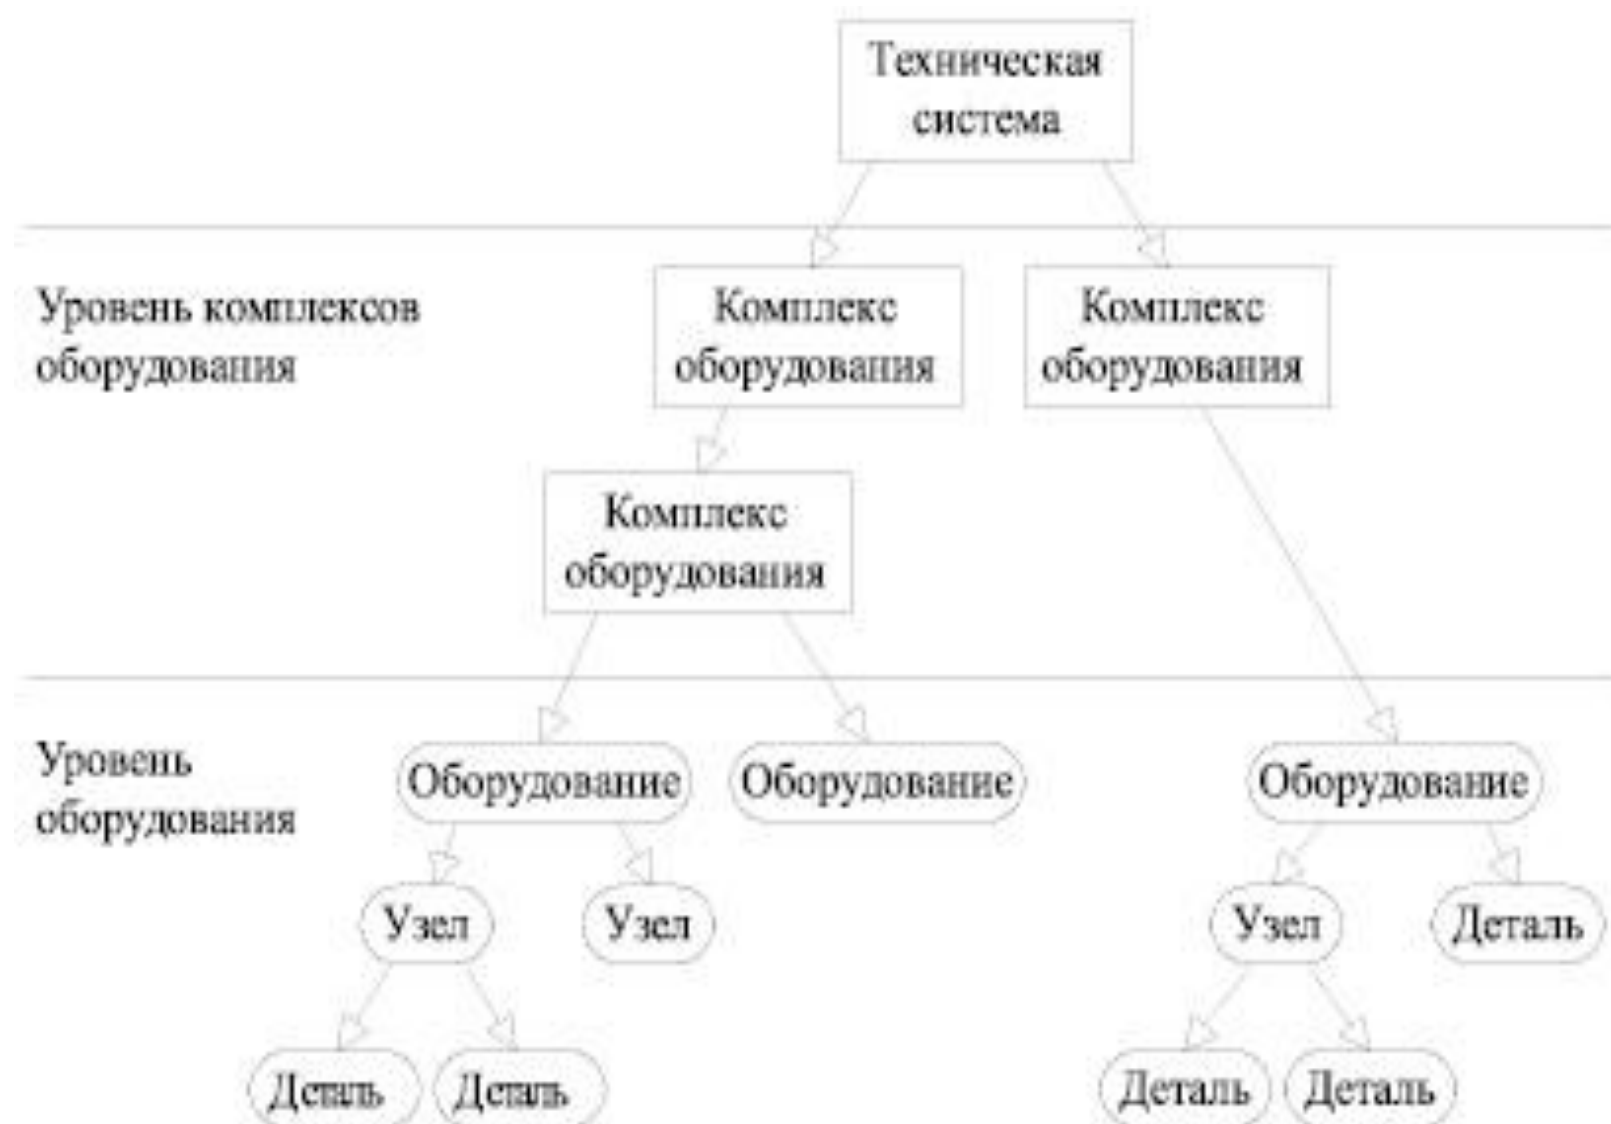 Техническая
система
Уровень комплексов
оборудования
Комплекс
оборудования
Комплекс
оборудования
Комплекс
оборудования
Уровень
оборудования
Оборудование
Оборудование
Оборудование
Узел
Узел
Узел
Деталь
Деталь
Деталь
Деталь
Деталь